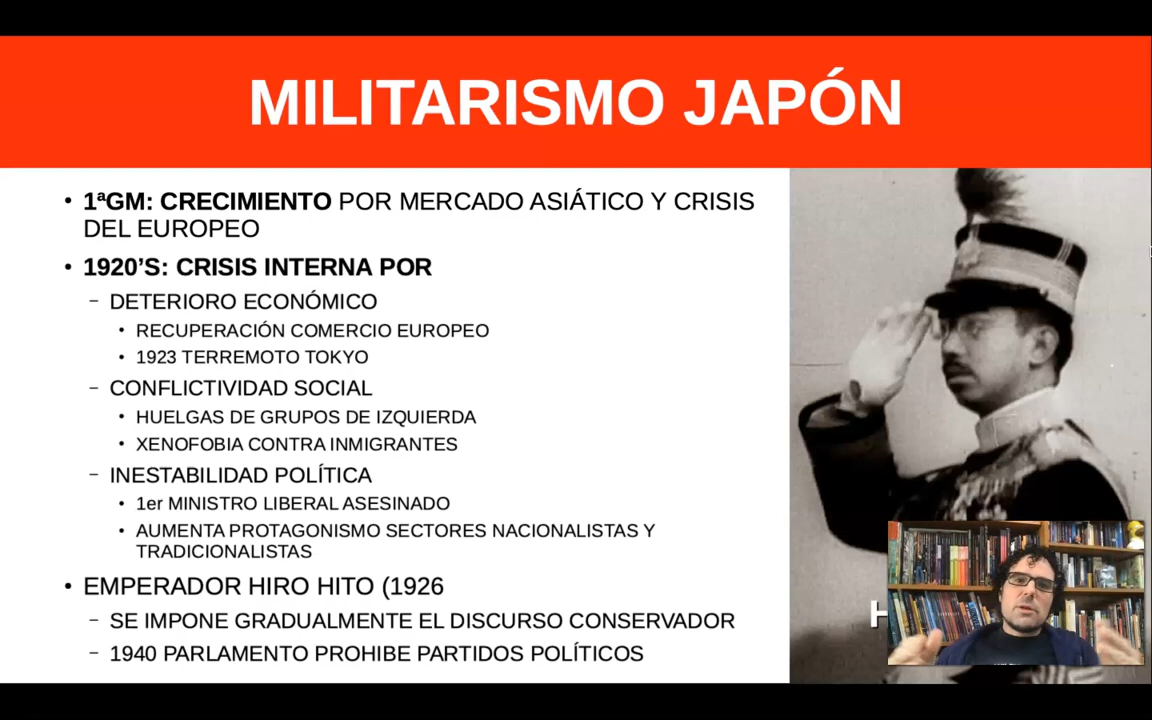 MILITARISMO JAPÓN
• 1ªGM: CRECIMIENTO POR MERCADO ASIÁTICO Y CRISIS
DEL EUROPEO
• 1920'S: CRISIS INTERNA POR
– DETERIORO ECONÓMICO
• RECUPERACIÓN COMERCIO EUROPEO
• 1923 TERREMOTO TOKYO
– CONFLICTIVIDAD SOCIAL
• HUELGAS DE GRUPOS DE IZQUIERDA
• XENOFOBIA CONTRA INMIGRANTES
– INESTABILIDAD POLÍTICA
• 1er MINISTRO LIBERAL ASESINADO
• AUMENTA PROTAGONISMO SECTORES NACIONALISTAS Y
TRADICIONALISTAS
• EMPERADOR HIRO HITO (1926
– SE IMPONE GRADUALMENTE EL DISCURSO CONSERVADOR
– 1940 PARLAMENTO PROHIBE PARTIDOS POLÍTICOS